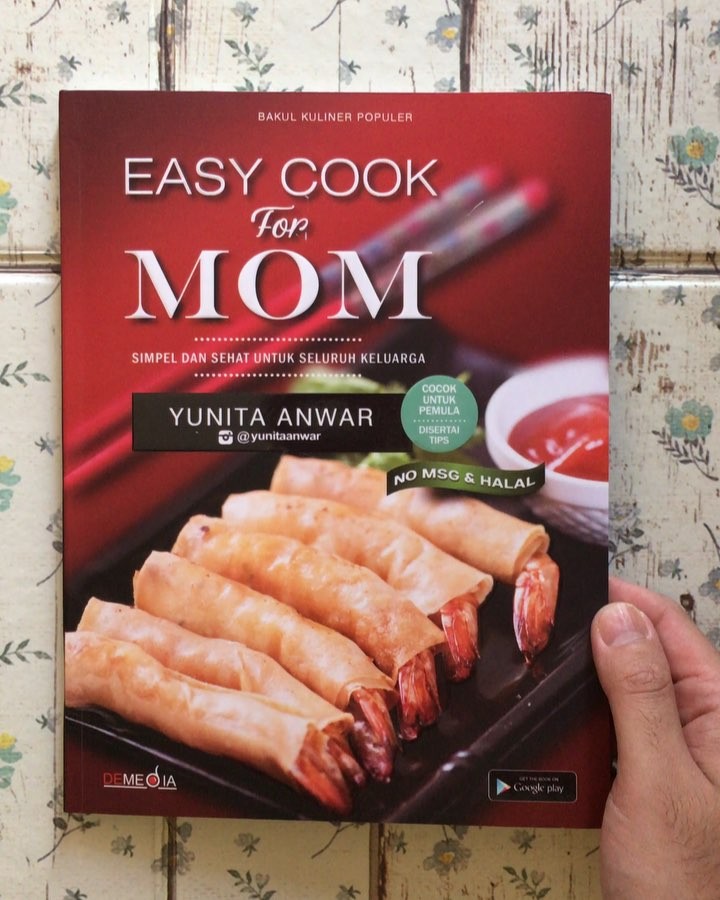 BAKUL KULINER POPULER
EASY COOK
For
MOM
SIMPEL DAN SEHAT UNTUK SELURUH KELUARGA
YUNITA ANWAR
@yunitaanwar
COCOK
UNTUK
PEMULA
DISERTAI
TIPS
NO MSG & HALAL
DEMEDIA
GET THE BOOK ON
Google play